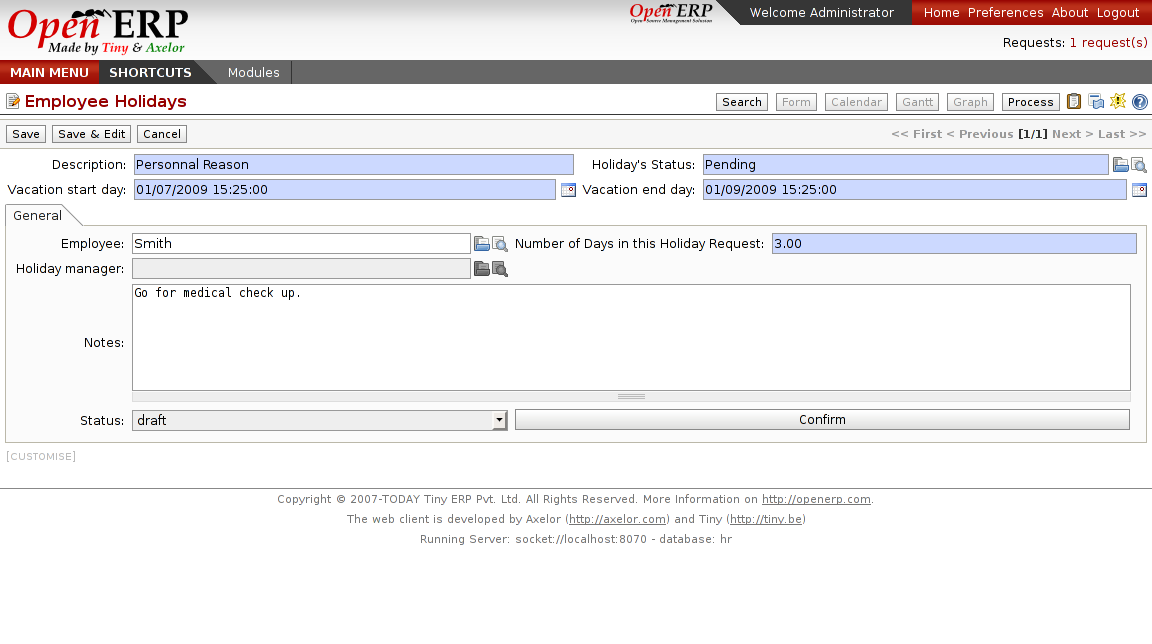 Open ERP
Made by Tiny & Axelor
Open ERP
Open Source Management Solution
Welcome Administrator
Home Preferences About Logout
Requests: 1 request(s)
MAIN MENU SHORTCUTS Modules
Employee Holidays
Search Form Calendar Gantt Graph Process
Save Save & Edit Cancel << First < Previous [1/1] Next > Last >>
Description: Personnal Reason Holiday's Status: Pending
Vacation start day: 01/07/2009 15:25:00 Vacation end day: 01/09/2009 15:25:00
General
Employee: Smith Number of Days in this Holiday Request: 3.00
Holiday manager:
Go for medical check up.
Notes:
Status: draft Confirm
[CUSTOMISE]
Copyright © 2007-TODAY Tiny ERP Pvt. Ltd. All Rights Reserved. More Information on http://openerp.com.
The web client is developed by Axelor (http://axelor.com) and Tiny (http://tiny.be)
Running Server: socket://localhost:8070 - database: hr